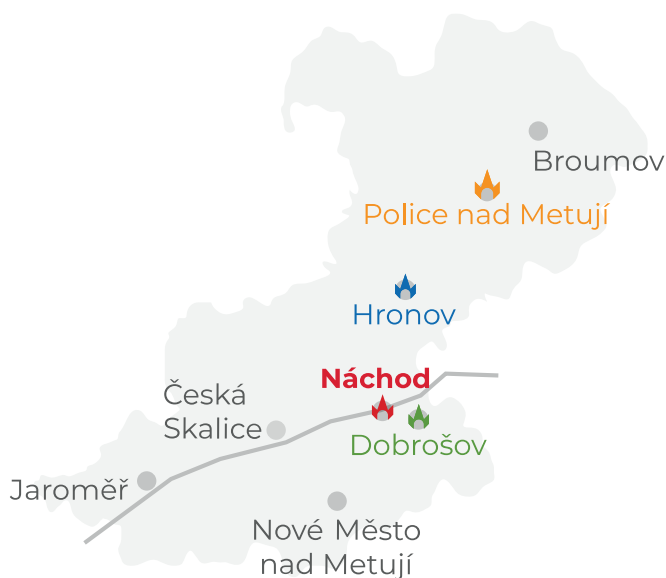 Broumov
Police nad Metují
Hronov
Náchod
Česká
Skalice
Dobrošov
Jaroměř
Nové Město
nad Metují